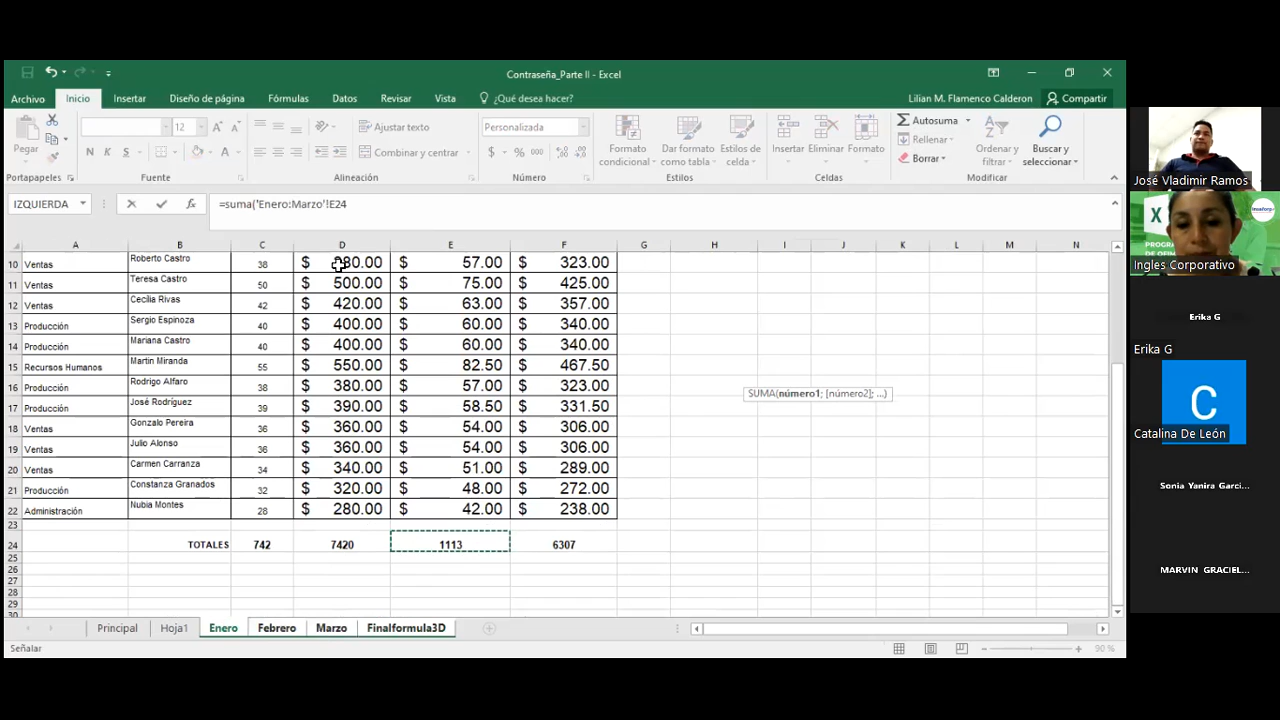 Contraseña_Parte II - Excel
Archivo Inicio Insertar Diseño de página Fórmulas Datos Revisar Vista ¿Qué desea hacer? Lilian M. Flamenco Calderon Compartir
Pegar
12
N K S
Ajustar texto
Combinar y centrar
Personalizada
$ % 000
Formato condicional
Dar formato como tabla
Estilos de celda
Insertar Eliminar Formato
Autosuma
Rellenar
Borrar
Ordenar y filtrar
Buscar y seleccionar
Portapapeles Fuente Alineación Número Estilos Celdas Modificar
IZQUIERDA fx =suma('Enero:Marzo'!E24
A B C D E F G H I J K L M N
10 Ventas Roberto Castro 38 $ 380.00 $ 57.00 $ 323.00
11 Ventas Teresa Castro 50 $ 500.00 $ 75.00 $ 425.00
12 Ventas Cecilia Rivas 42 $ 420.00 $ 63.00 $ 357.00
13 Producción Sergio Espinoza 40 $ 400.00 $ 60.00 $ 340.00
14 Producción Mariana Castro 40 $ 400.00 $ 60.00 $ 340.00
15 Recursos Humanos Martin Miranda 55 $ 550.00 $ 82.50 $ 467.50
16 Producción Rodrigo Alfaro 38 $ 380.00 $ 57.00 $ 323.00
17 Producción José Rodríguez 39 $ 390.00 $ 58.50 $ 331.50
18 Ventas Gonzalo Pereira 36 $ 360.00 $ 54.00 $ 306.00
19 Ventas Julio Alonso 36 $ 360.00 $ 54.00 $ 306.00
20 Ventas Carmen Carranza 34 $ 340.00 $ 51.00 $ 289.00
21 Producción Constanza Granados 32 $ 320.00 $ 48.00 $ 272.00
22 Administración Nubia Montes 28 $ 280.00 $ 42.00 $ 238.00
23
24 TOTALES 742 7420 1113 6307
25
26
27
28
29
30
SUMA(número1; [número2]; ...)
Principal Hoja1 Enero Febrero Marzo Finalformula3D
Señalar
90 %
José Vladimir Ramos
Ingles Corporativo
Erika G
Erika G
C
Catalina De León
Sonia Yanira Garci...
MARVIN GRACIEL...